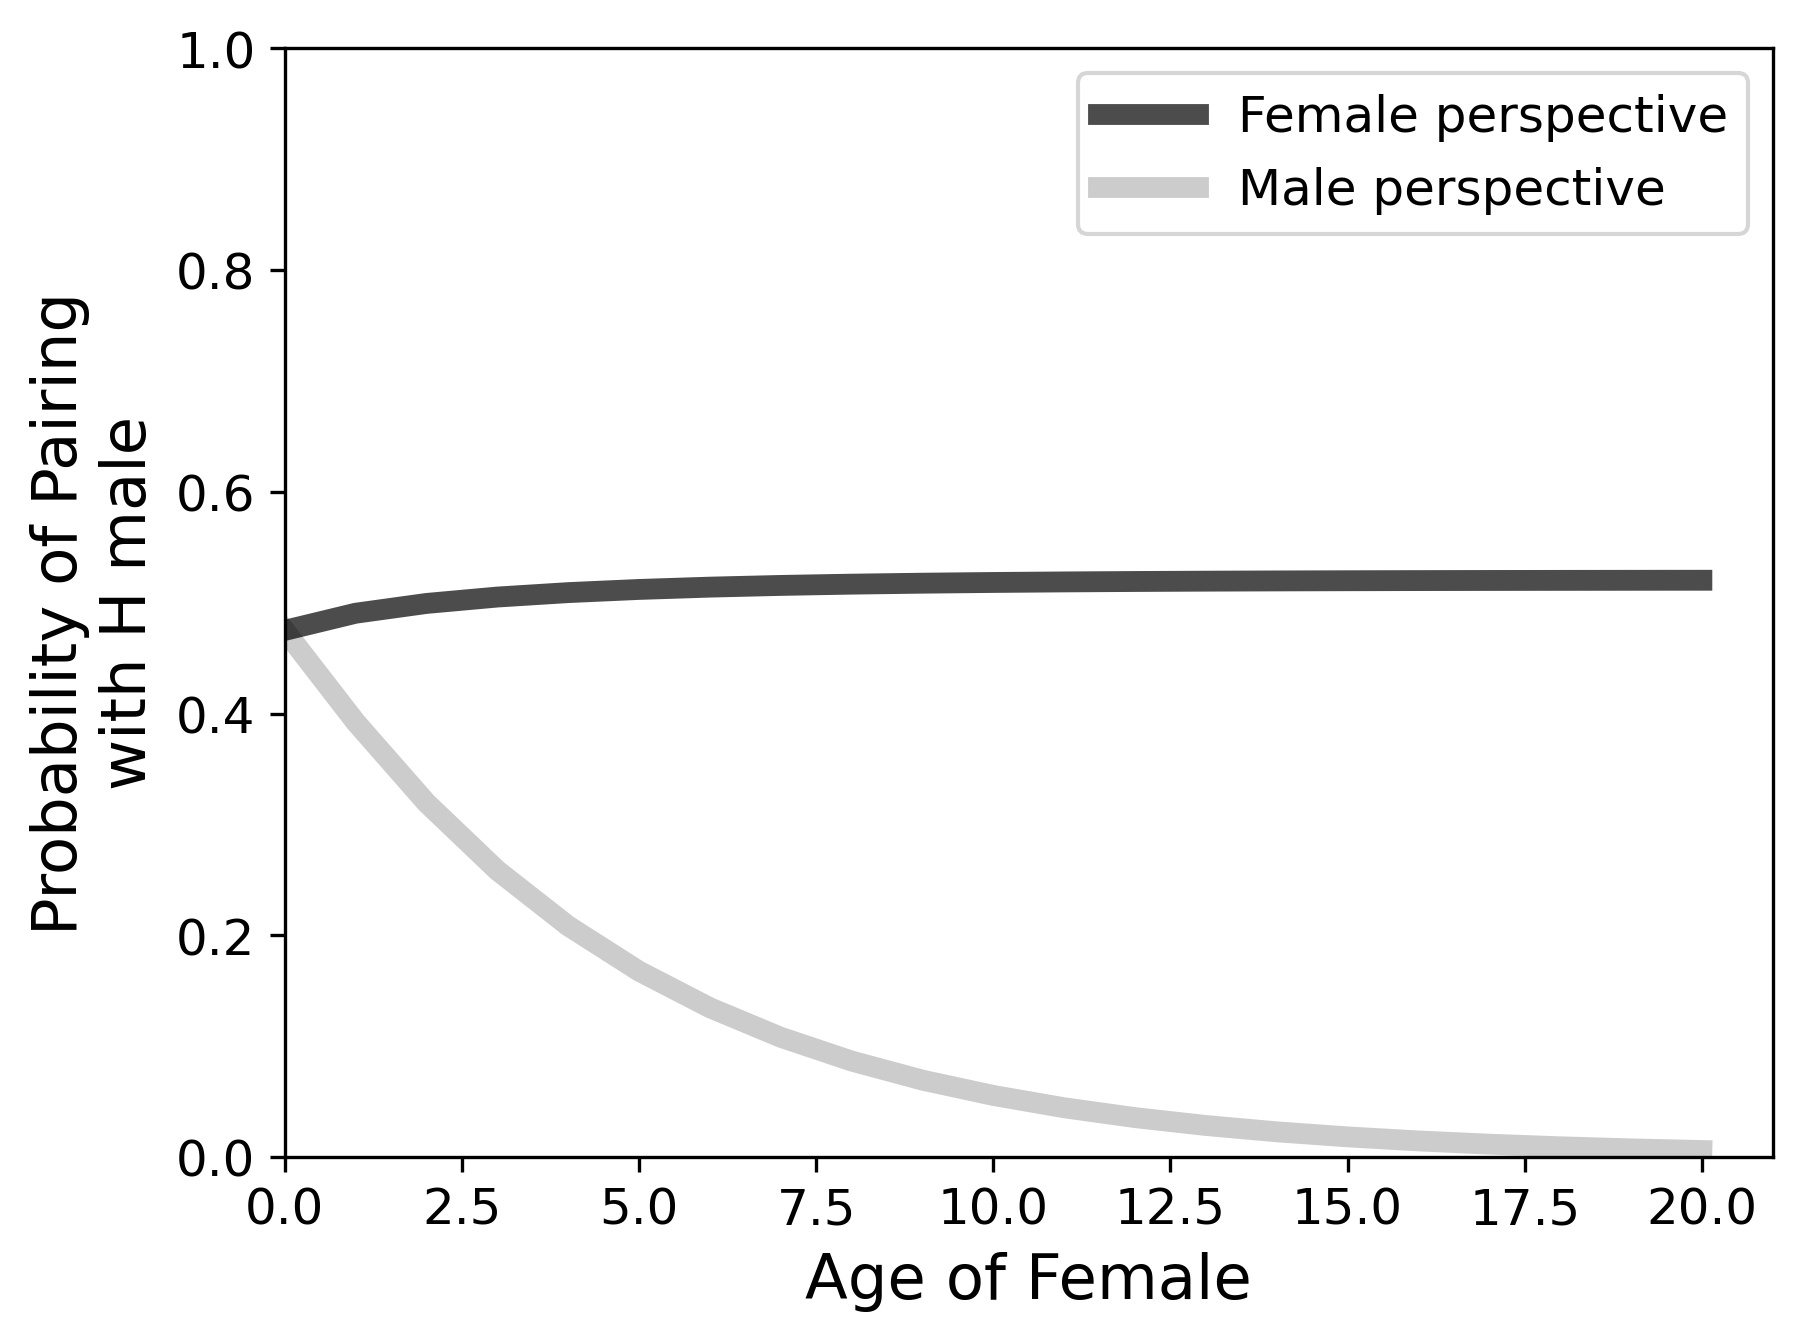 Probability of Pairing
with H male
1.0
0.8
0.6
0.4
0.2
0.0
Female perspective
Male perspective
0.0 2.5 5.0 7.5 10.0 12.5 15.0 17.5 20.0
Age of Female